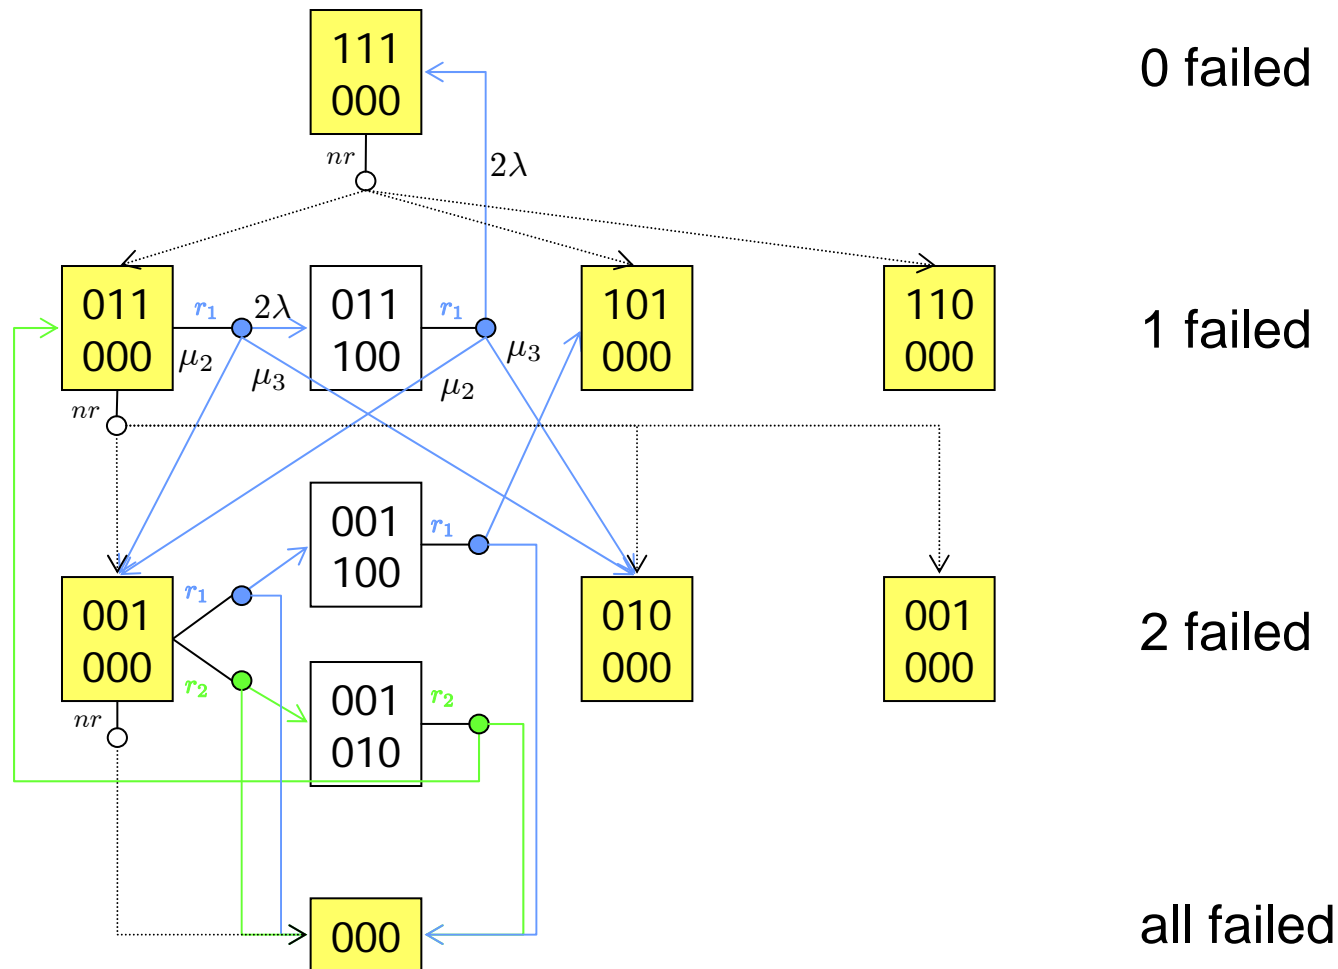 111
000
0 failed
nr
2λ
011
000
r₁
2λ
μ₂
μ₃
011
100
r₁
μ₃
μ₂
101
000
110
000
1 failed
nr
001
100
r₁
001
000
r₁
r₂
010
000
001
000
2 failed
nr
001
010
r₂
000
all failed